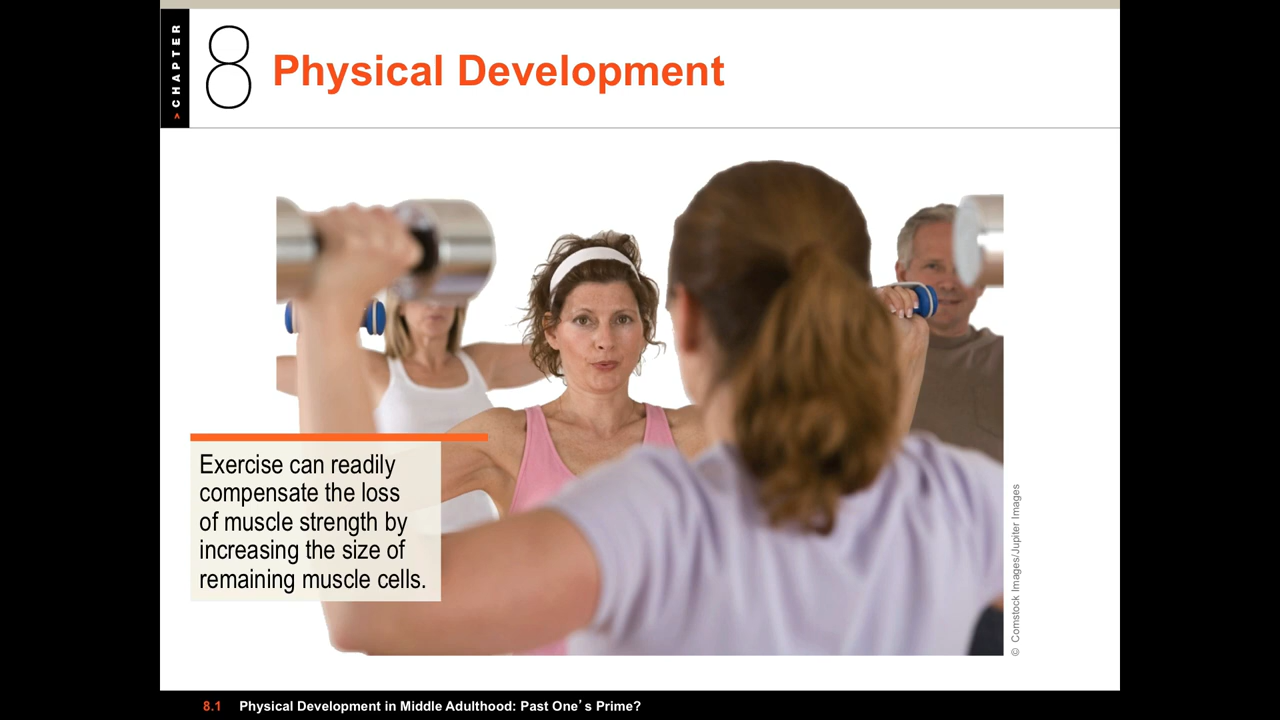 > CHAPTER
8
Physical Development
Exercise can readily
compensate the loss
of muscle strength by
increasing the size of
remaining muscle cells.
© Comstock Images/Jupiter Images
8.1 Physical Development in Middle Adulthood: Past One’s Prime?